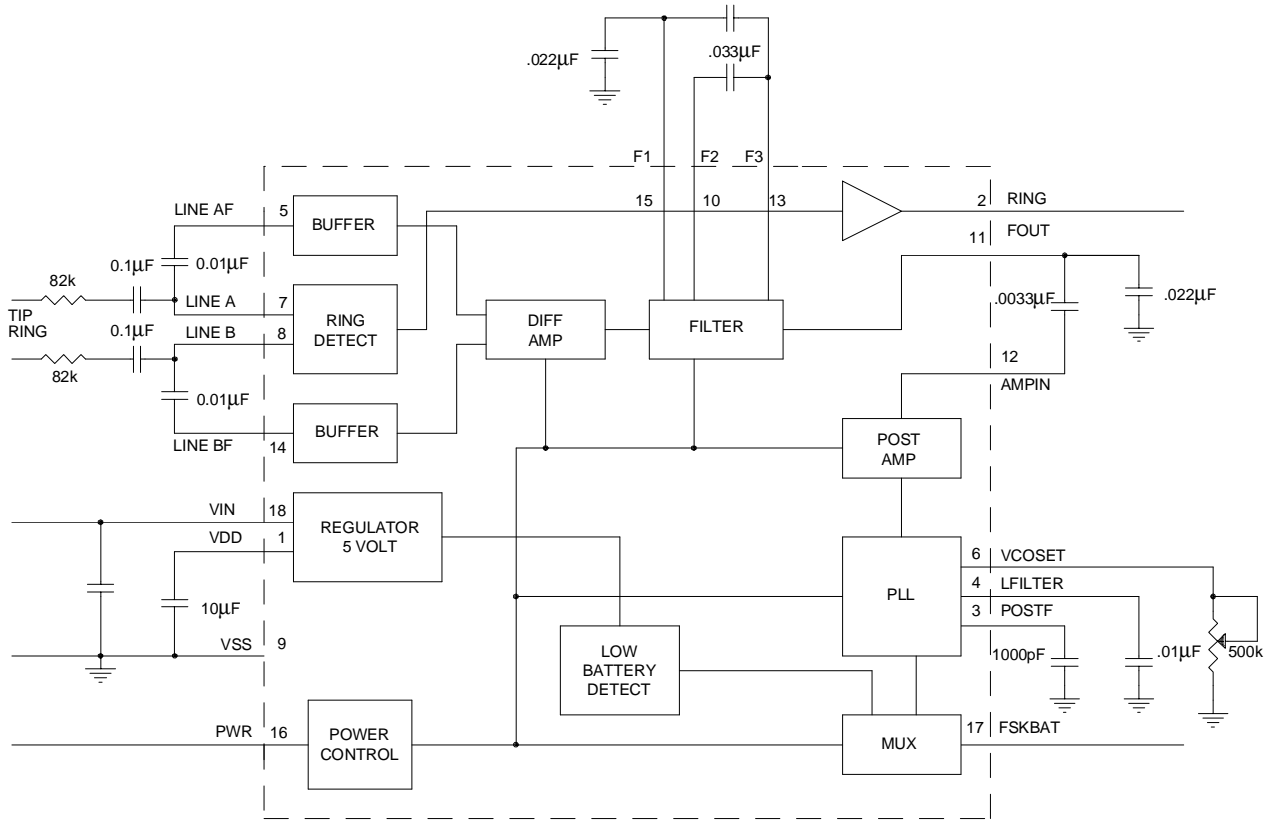 .022µF
.033µF
F1 F2 F3
15 10 13
LINE AF 5
BUFFER
2 RING
11 FOUT
82k
0.1µF
0.01µF
LINE A 7
TIP
RING
LINE B 8
0.1µF
82k
0.01µF
RING
DETECT
DIFF
AMP
FILTER
.0033µF
.022µF
12
AMPIN
LINE BF 14
BUFFER
POST
AMP
VIN 18
VDD 1
REGULATOR
5 VOLT
10µF
VSS 9
PLL
6 VCOSET
4 LFILTER
3 POSTF
1000pF
.01µF
500k
LOW
BATTERY
DETECT
PWR 16
POWER
CONTROL
MUX
17 FSKBAT